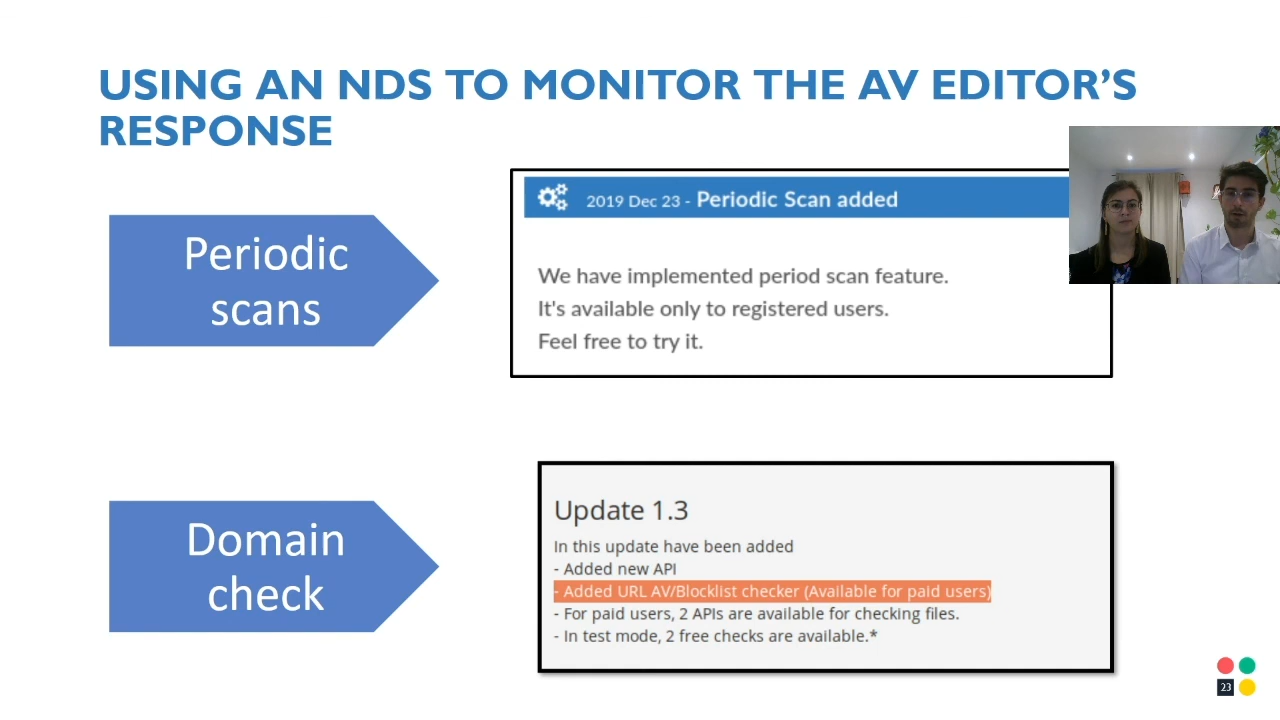 USING AN NDS TO MONITOR THE AV EDITOR’S
RESPONSE
Periodic
scans
2019 Dec 23 - Periodic Scan added
We have implemented period scan feature.
It's available only to registered users.
Feel free to try it.
Domain
check
Update 1.3
In this update have been added
- Added new API
- Added URL AV/Blocklist checker (Available for paid users)
- For paid users, 2 APIs are available for checking files.
- In test mode, 2 free checks are available.*
23